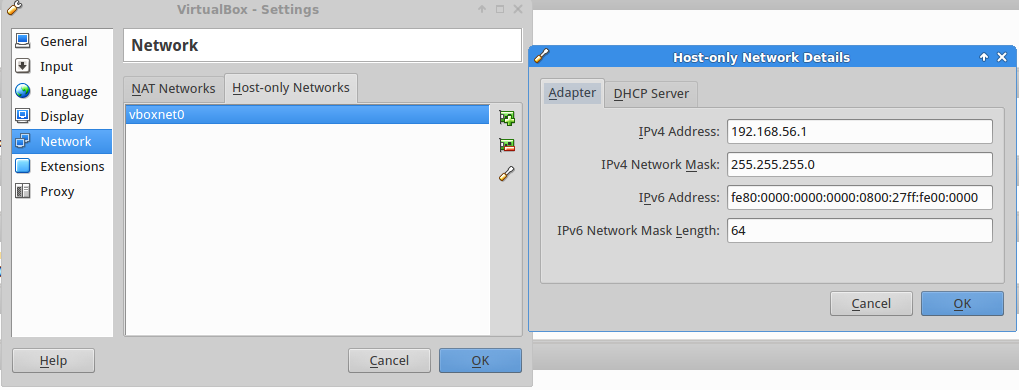 VirtualBox - Settings
General
Input
Language
Display
Network
Extensions
Proxy
Network
NAT Networks
Host-only Networks
vboxnet0
Help
Cancel
OK
Host-only Network Details
Adapter
DHCP Server
IPv4 Address: 192.168.56.1
IPv4 Network Mask: 255.255.255.0
IPv6 Address: fe80:0000:0000:0000:0800:27ff:fe00:0000
IPv6 Network Mask Length: 64
Cancel
OK